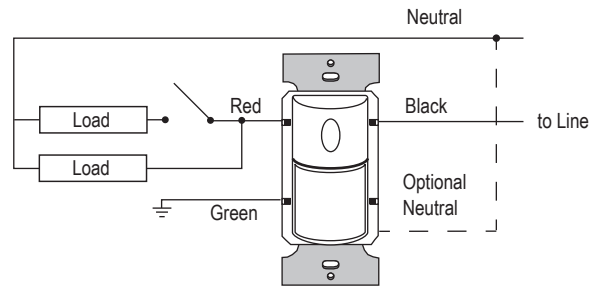 Neutral
Red
Black
Load
to Line
Load
Optional
Neutral
Green